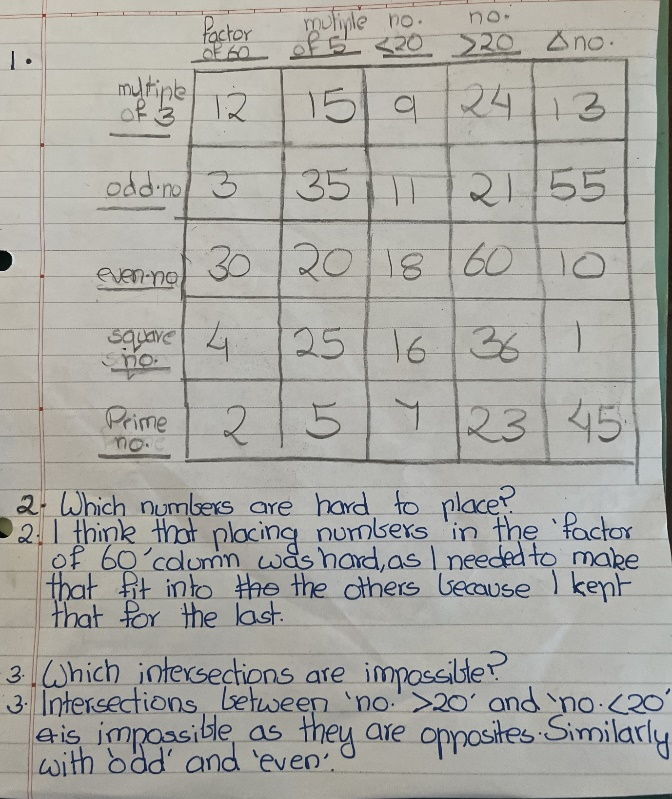 factor mutiple no. no.
of 60 of 5 <20 >20 Δno.
1.
mutiple
of 3 12 15 9 24 13
odd.no 3 35 11 21 55
even.no 30 20 18 60 10
square
no. 4 25 16 36 1
Prime
no. 2 5 7 23 45
2. Which numbers are hard to place?
2. I think that placing numbers in the 'factor
of 60' column was hard, as I needed to make
that fit into the the others because I kept
that for the last.
3. Which intersections are impossible?
3. Intersections between 'no. >20' and 'no. <20'
is impossible as they are opposites. Similarly
with 'odd' and 'even'.